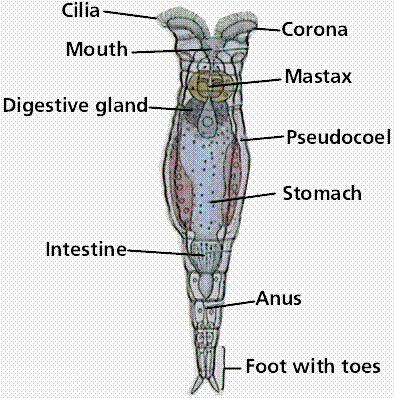 Cilia
Corona
Mouth
Mastax
Digestive gland
Pseudocoel
Stomach
Intestine
Anus
Foot with toes